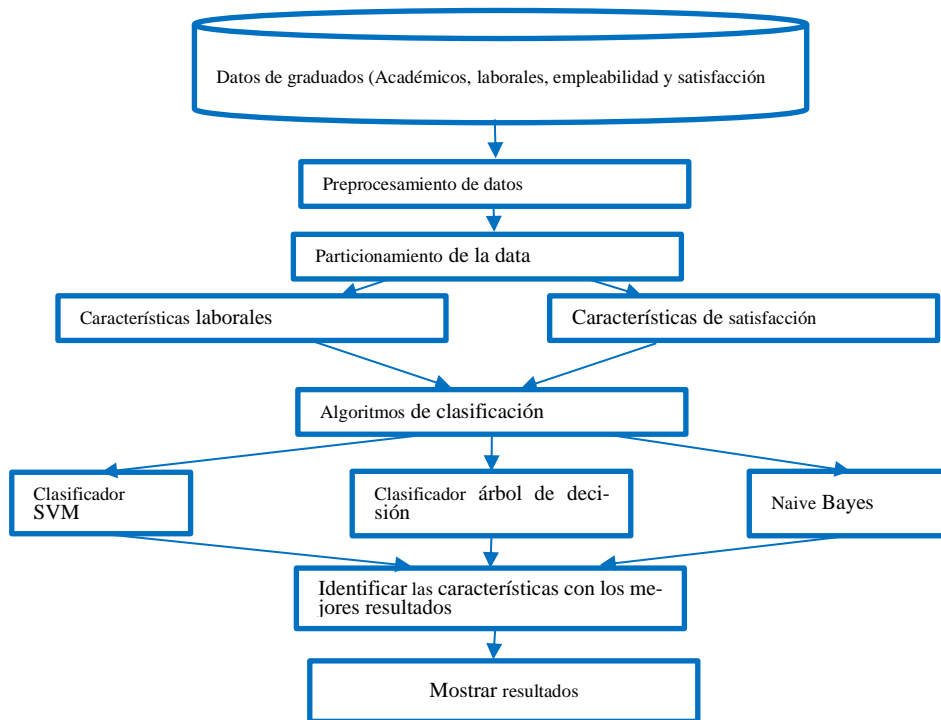 Datos de graduados (Académicos, laborales, empleabilidad y satisfacción
Preprocesamiento de datos
Particionamiento de la data
Características laborales
Características de satisfacción
Algoritmos de clasificación
Clasificador
SVM
Clasificador árbol de deci-
sión
Naive Bayes
Identificar las características con los me-
jores resultados
Mostrar resultados